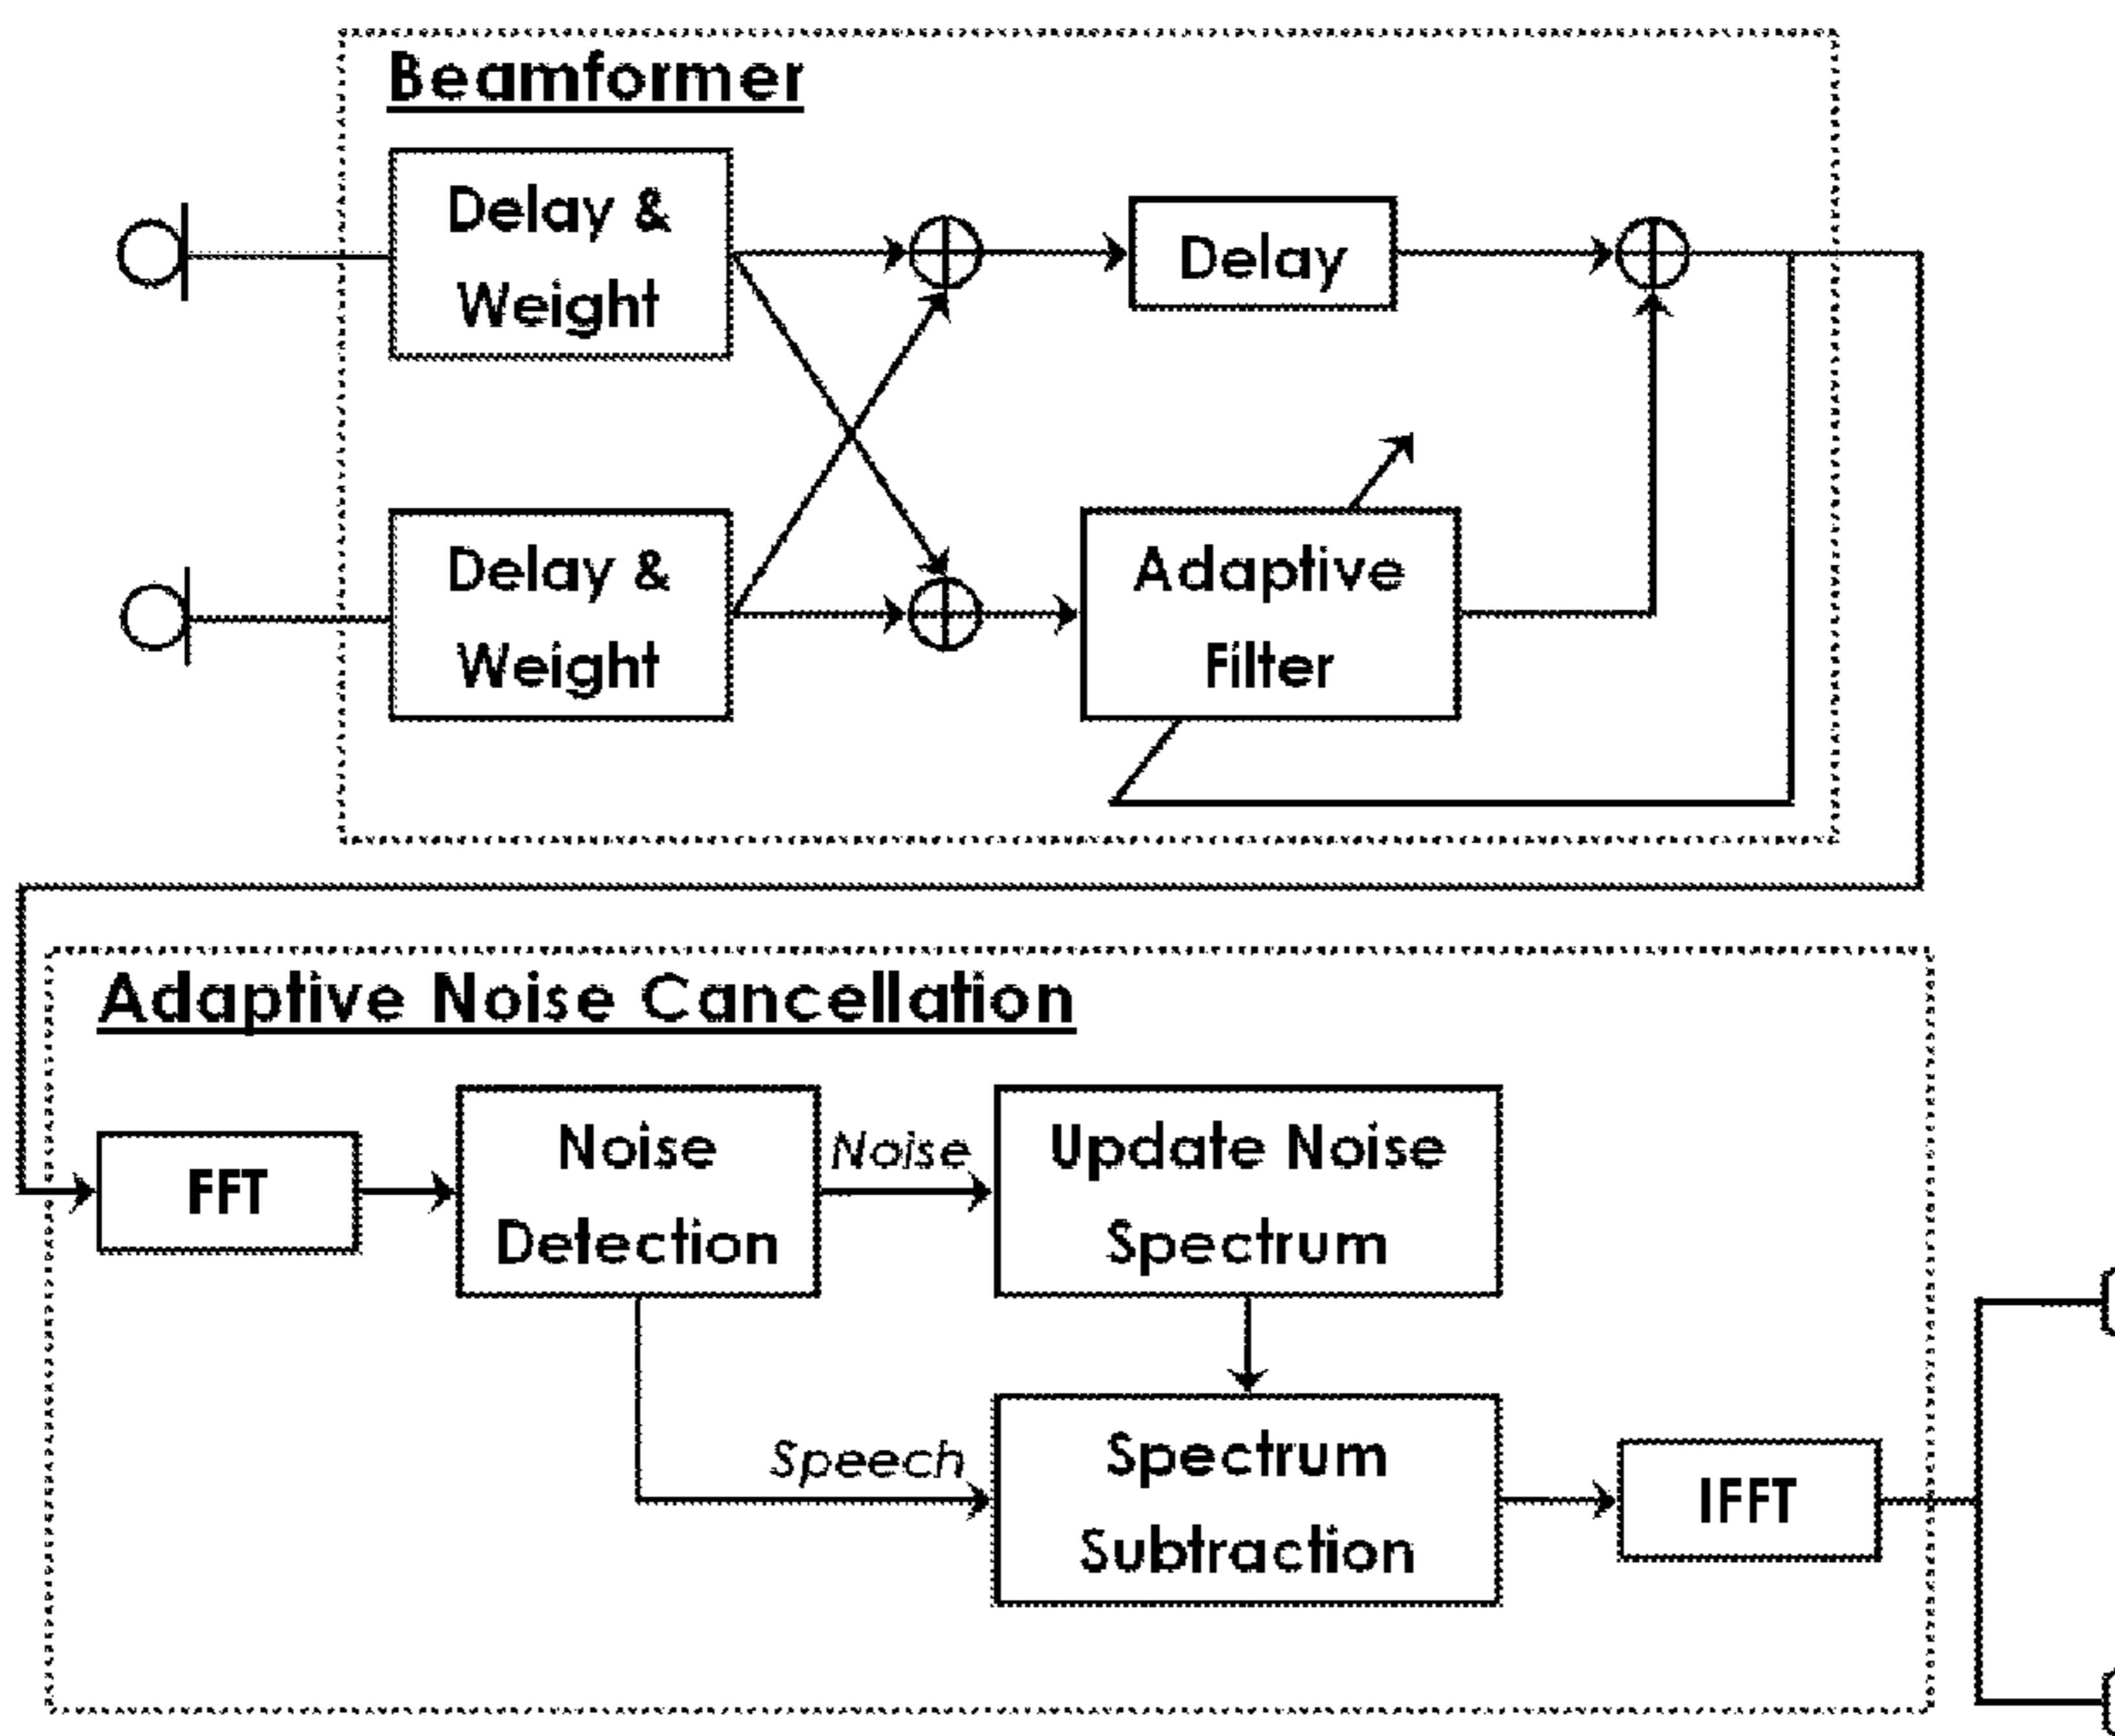 Beamformer
Delay &
Weight
Delay
Delay &
Weight
Adaptive
Filter
Adaptive Noise Cancellation
FFT
Noise
Detection
Noise
Update Noise
Spectrum
Speech
Spectrum
Subtraction
IFFT